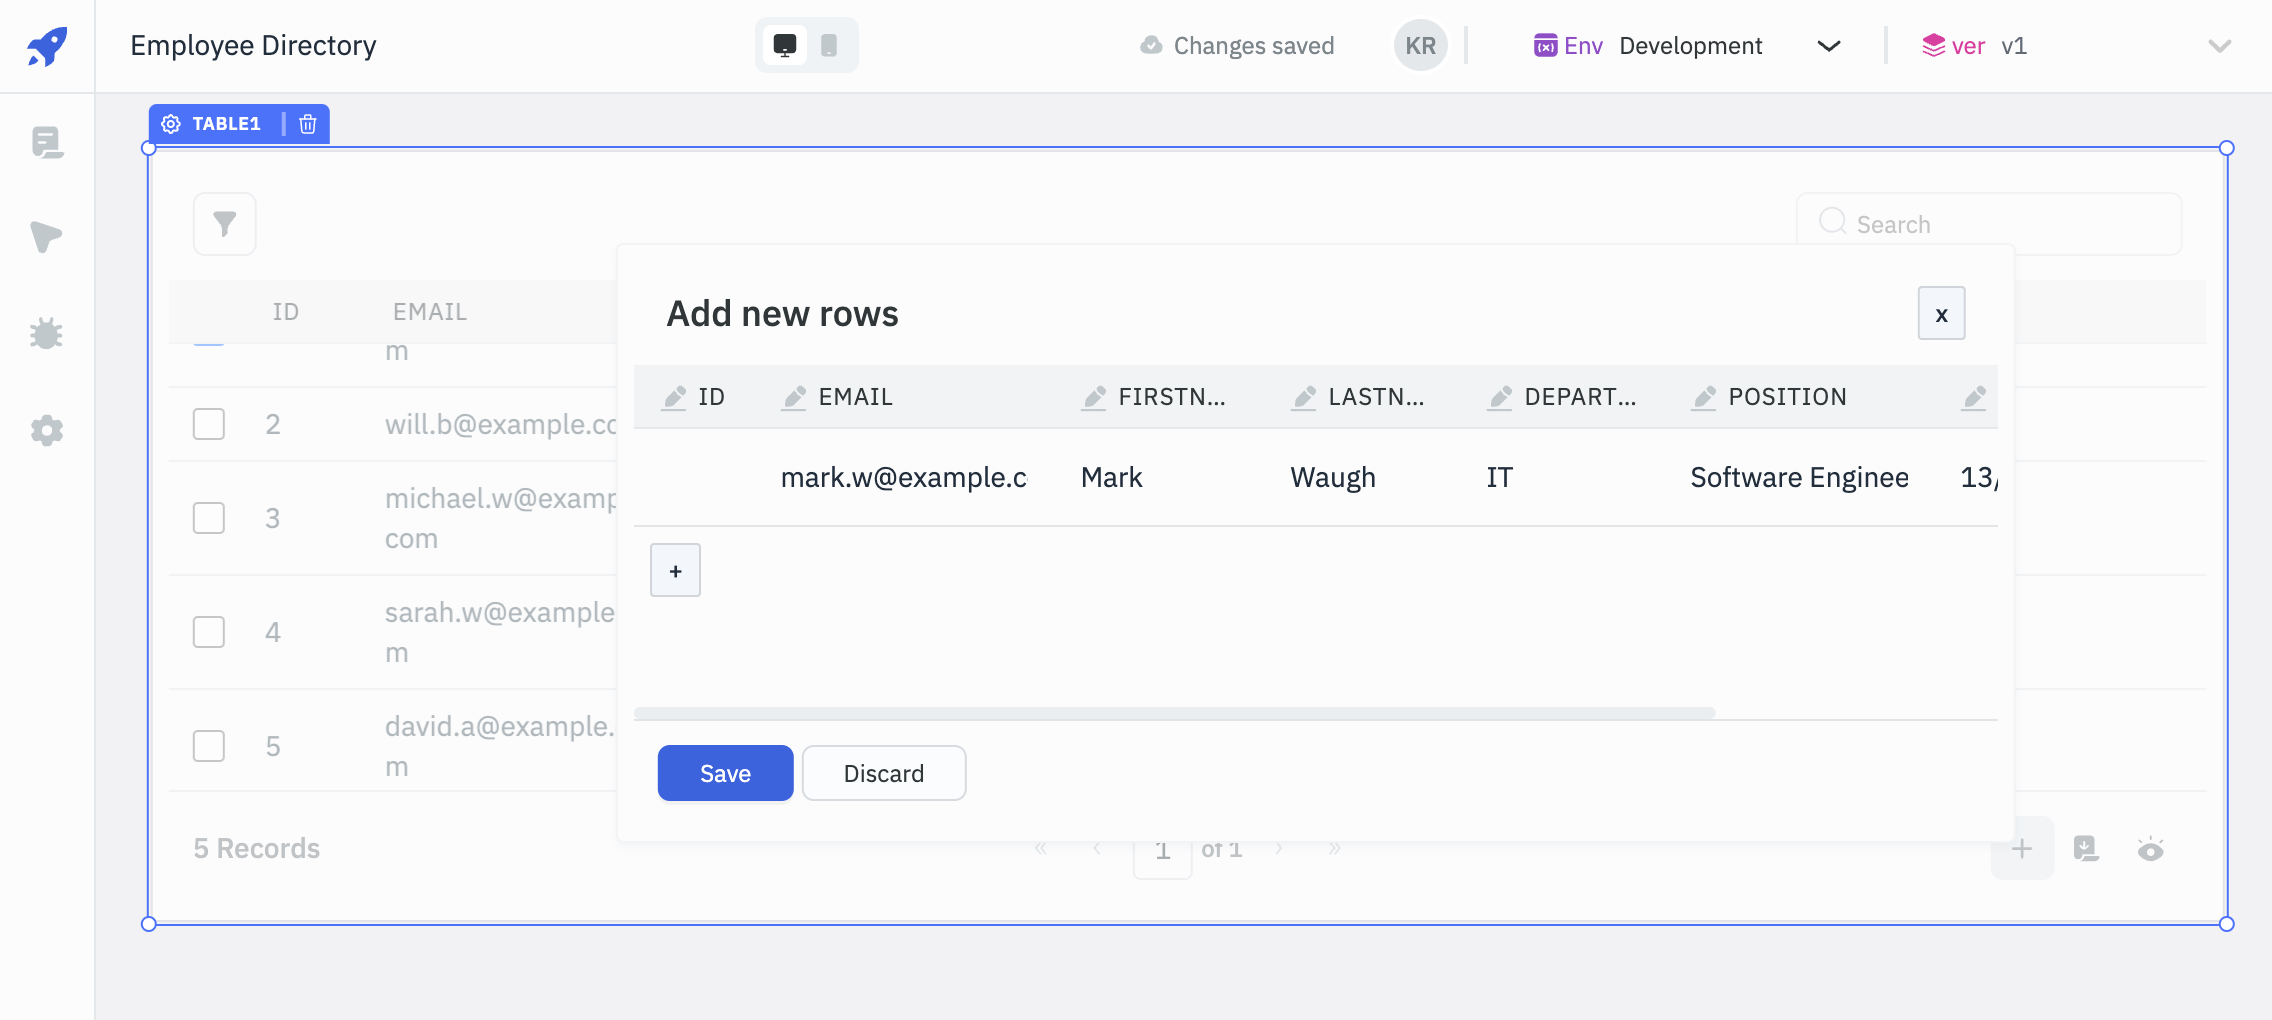 Employee Directory
Changes saved
KR
Env Development
ver v1
TABLE1
Search
ID EMAIL
m
2 will.b@example.co
3 michael.w@examp
com
4 sarah.w@example
m
5 david.a@example.
m
Add new rows
x
ID EMAIL FIRSTN... LASTN... DEPART... POSITION
mark.w@example.c Mark Waugh IT Software Enginee 13/
+
Save Discard
5 Records
« ‹ 1 of 1 › »
+